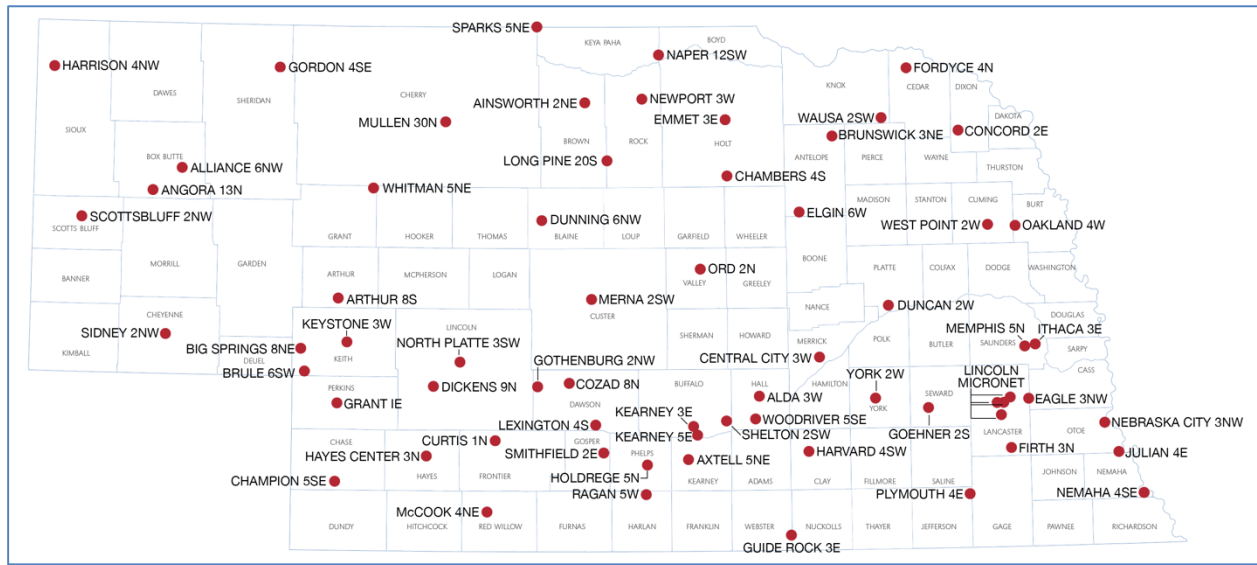 SPARKS 5NE
KEYA PAHA
BOYD
NAPER 12SW
HARRISON 4NW
GORDON 4SE
FORDYCE 4N
KNOX
CEDAR
DIXON
DAWES
SHERIDAN
CHERRY
AINSWORTH 2NE
NEWPORT 3W
MULLEN 30N
EMMET 3E
WAUSA 2SW
DAKOTA
SIOUX
BROWN
ROCK
HOLT
BRUNSWICK 3NE
CONCORD 2E
BOX BUTTE
ALLIANCE 6NW
LONG PINE 20S
ANTELOPE
PIERCE
WAYNE
THURSTON
ANGORA 13N
WHITMAN 5NE
CHAMBERS 4S
MADISON
STANTON
CUMING
BURT
SCOTTSBLUFF 2NW
SCOTTS BLUFF
DUNNING 6NW
ELGIN 6W
WEST POINT 2W
OAKLAND 4W
GRANT
HOOKER
THOMAS
BLAINE
LOUP
GARFIELD
WHEELER
BANNER
MORRILL
GARDEN
ARTHUR
MCPHERSON
LOGAN
ORD 2N
VALLEY
GREELEY
BOONE
PLATTE
COLFAX
DODGE
WASHINGTON
ARTHUR 8S
MERNA 2SW
CUSTER
NANCE
DUNCAN 2W
CHEYENNE
SIDNEY 2NW
KIMBALL
KEYSTONE 3W
LINCOLN
NORTH PLATTE 3SW
SHERMAN
HOWARD
MERRICK
POLK
BUTLER
MEMPHIS 5N
SAUNDERS
ITHACA 3E
DOUGLAS
SARPY
BIG SPRINGS 8NE
DEUEL
KEITH
BRULE 6SW
GOTHENBURG 2NW
CENTRAL CITY 3W
CASS
PERKINS
GRANT IE
DICKENS 9N
COZAD 8N
DAWSON
BUFFALO
HALL
HAMILTON
ALDA 3W
YORK 2W
YORK
SEWARD
LINCOLN
MICRONET
EAGLE 3NW
LEXINGTON 4S
KEARNEY 3E
KEARNEY 5E
WOODRIVER 5SE
SHELTON 2SW
GOEHNER 2S
LANCASTER
OTOE
NEBRASKA CITY 3NW
CHASE
HAYES CENTER 3N
HAYES
CURTIS 1N
FRONTIER
GOSPER
SMITHFIELD 2E
PHELPS
HOLDREGE 5N
AXTELL 5NE
KEARNEY
ADAMS
HARVARD 4SW
CLAY
FILLMORE
SALINE
FIRTH 3N
JULIAN 4E
JOHNSON
NEMAHA
CHAMPION 5SE
RAGAN 5W
PLYMOUTH 4E
NEMAHA 4SE
McCOOK 4NE
DUNDY
HITCHCOCK
RED WILLOW
FURNAS
HARLAN
FRANKLIN
WEBSTER
NUCKOLLS
THAYER
JEFFERSON
GAGE
PAWNEE
RICHARDSON
GUIDE ROCK 3E